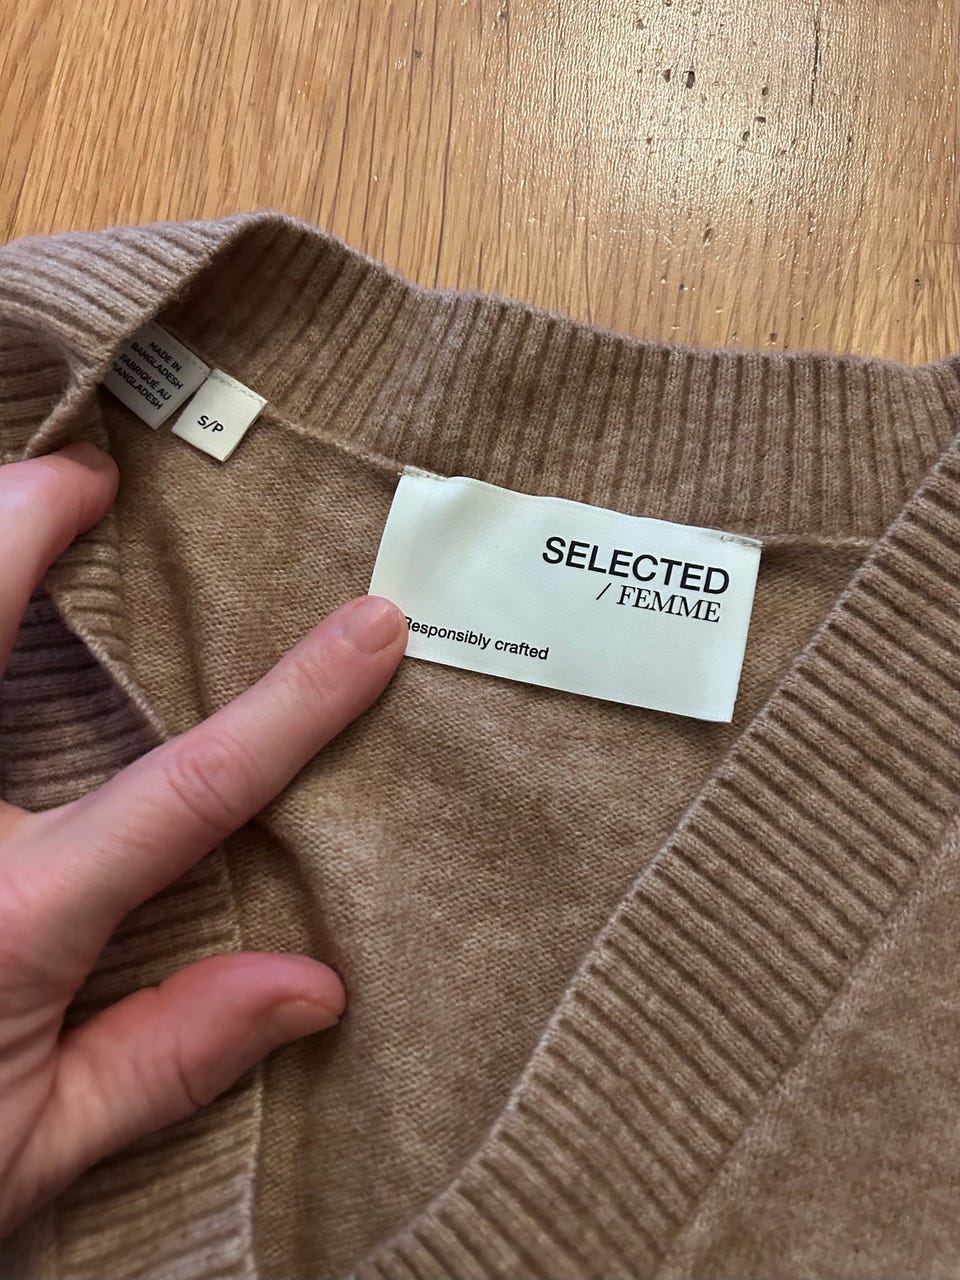 MADE IN
BANGLADESH
FABRIQUÉ AU
BANGLADESH
S/P
SELECTED
/ FEMME
Responsibly crafted